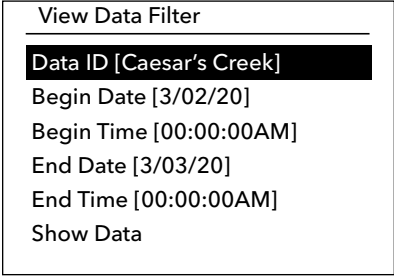 View Data Filter
Data ID [Caesar’s Creek]
Begin Date [3/02/20]
Begin Time [00:00:00AM]
End Date [3/03/20]
End Time [00:00:00AM]
Show Data